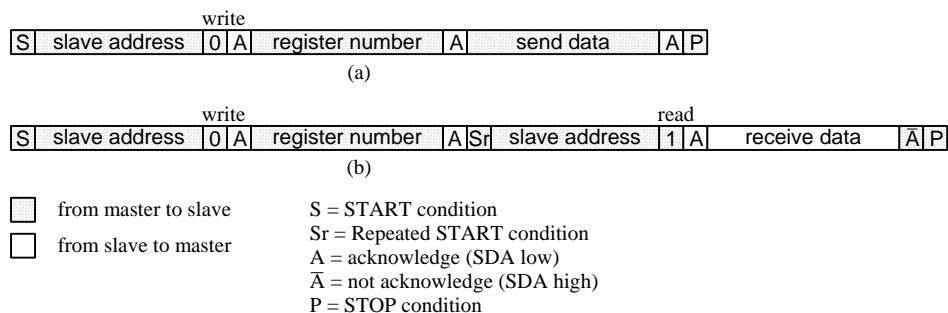 write
S slave address 0 A register number A send data A P
(a)
write read
S slave address 0 A register number A Sr slave address 1 A receive data A̅ P
(b)
from master to slave
from slave to master
S = START condition
Sr = Repeated START condition
A = acknowledge (SDA low)
A̅ = not acknowledge (SDA high)
P = STOP condition